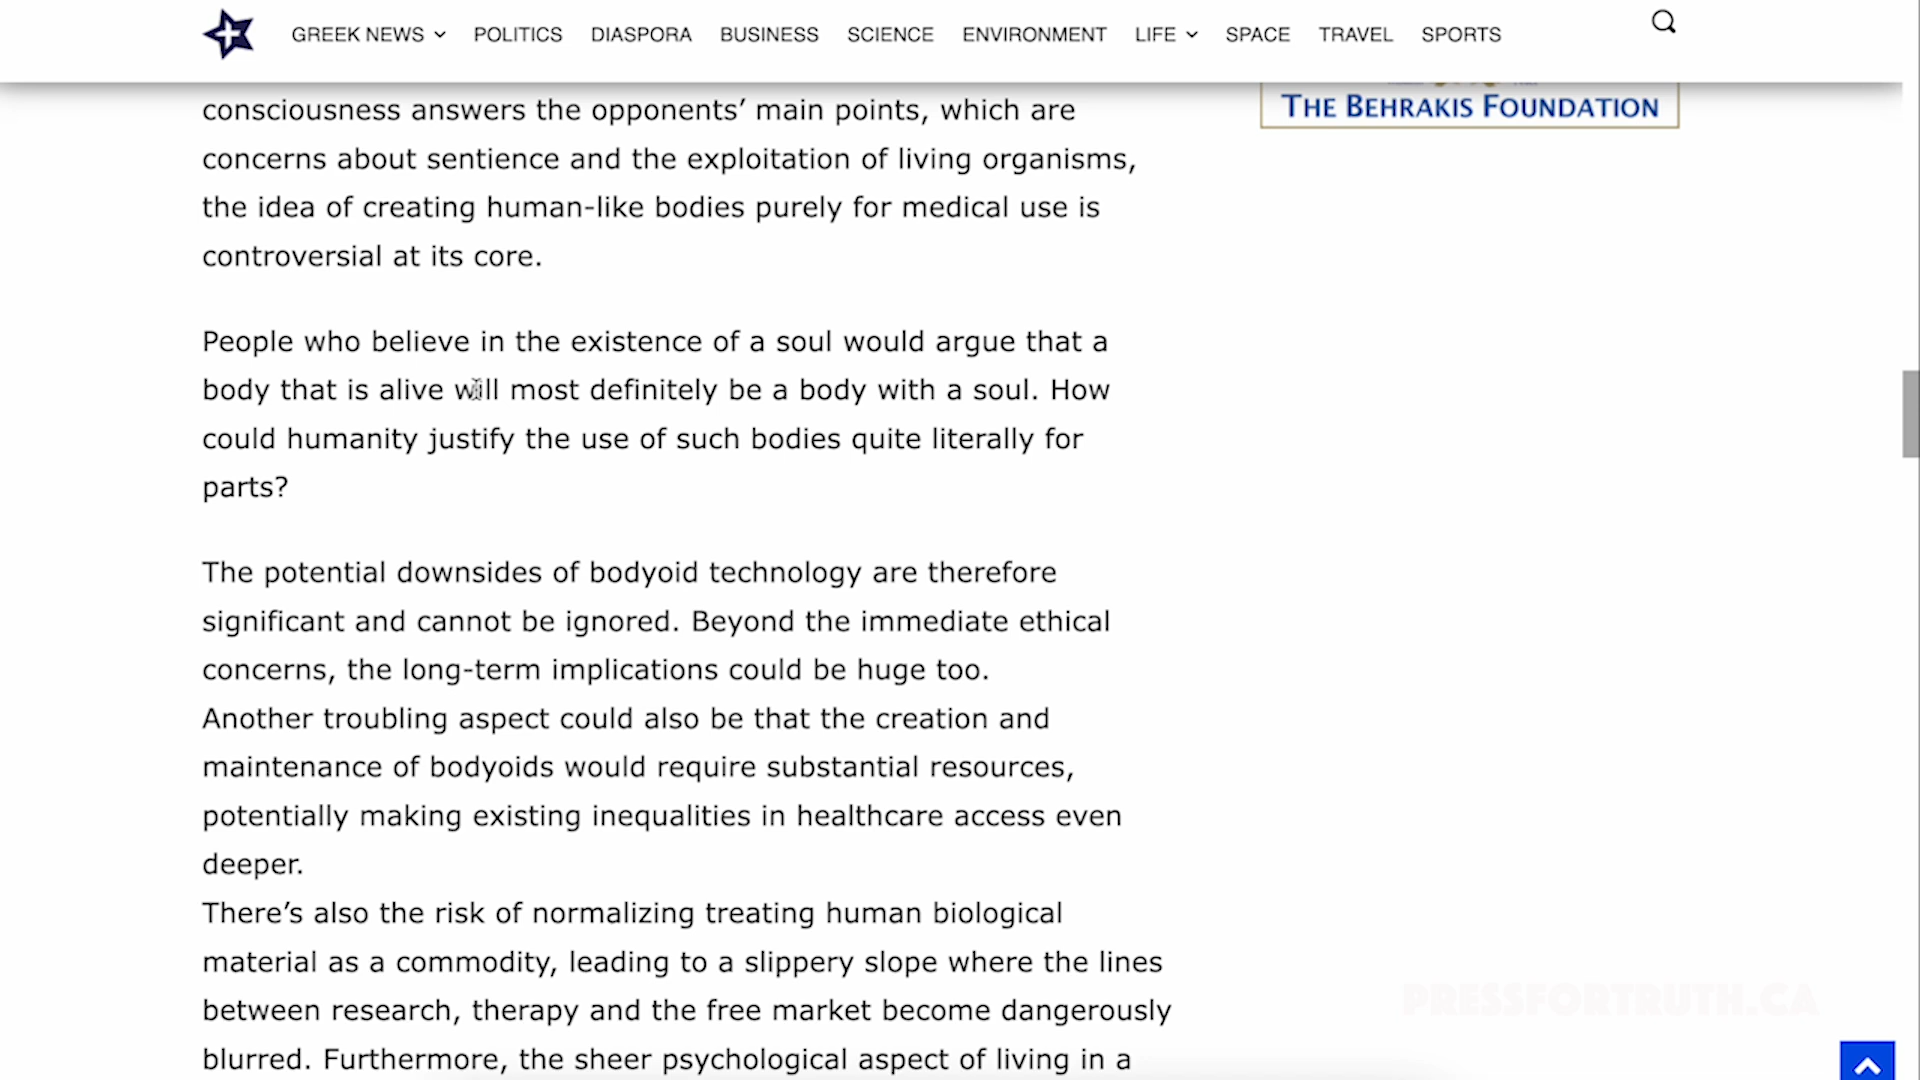 GREEK NEWS POLITICS DIASPORA BUSINESS SCIENCE ENVIRONMENT LIFE SPACE TRAVEL SPORTS
THE BEHRAKIS FOUNDATION
consciousness answers the opponents’ main points, which are
concerns about sentience and the exploitation of living organisms,
the idea of creating human-like bodies purely for medical use is
controversial at its core.
People who believe in the existence of a soul would argue that a
body that is alive will most definitely be a body with a soul. How
could humanity justify the use of such bodies quite literally for
parts?
The potential downsides of bodyoid technology are therefore
significant and cannot be ignored. Beyond the immediate ethical
concerns, the long-term implications could be huge too.
Another troubling aspect could also be that the creation and
maintenance of bodyoids would require substantial resources,
potentially making existing inequalities in healthcare access even
deeper.
There’s also the risk of normalizing treating human biological
material as a commodity, leading to a slippery slope where the lines
between research, therapy and the free market become dangerously
blurred. Furthermore, the sheer psychological aspect of living in a
PRESSFORTRUTH.CA